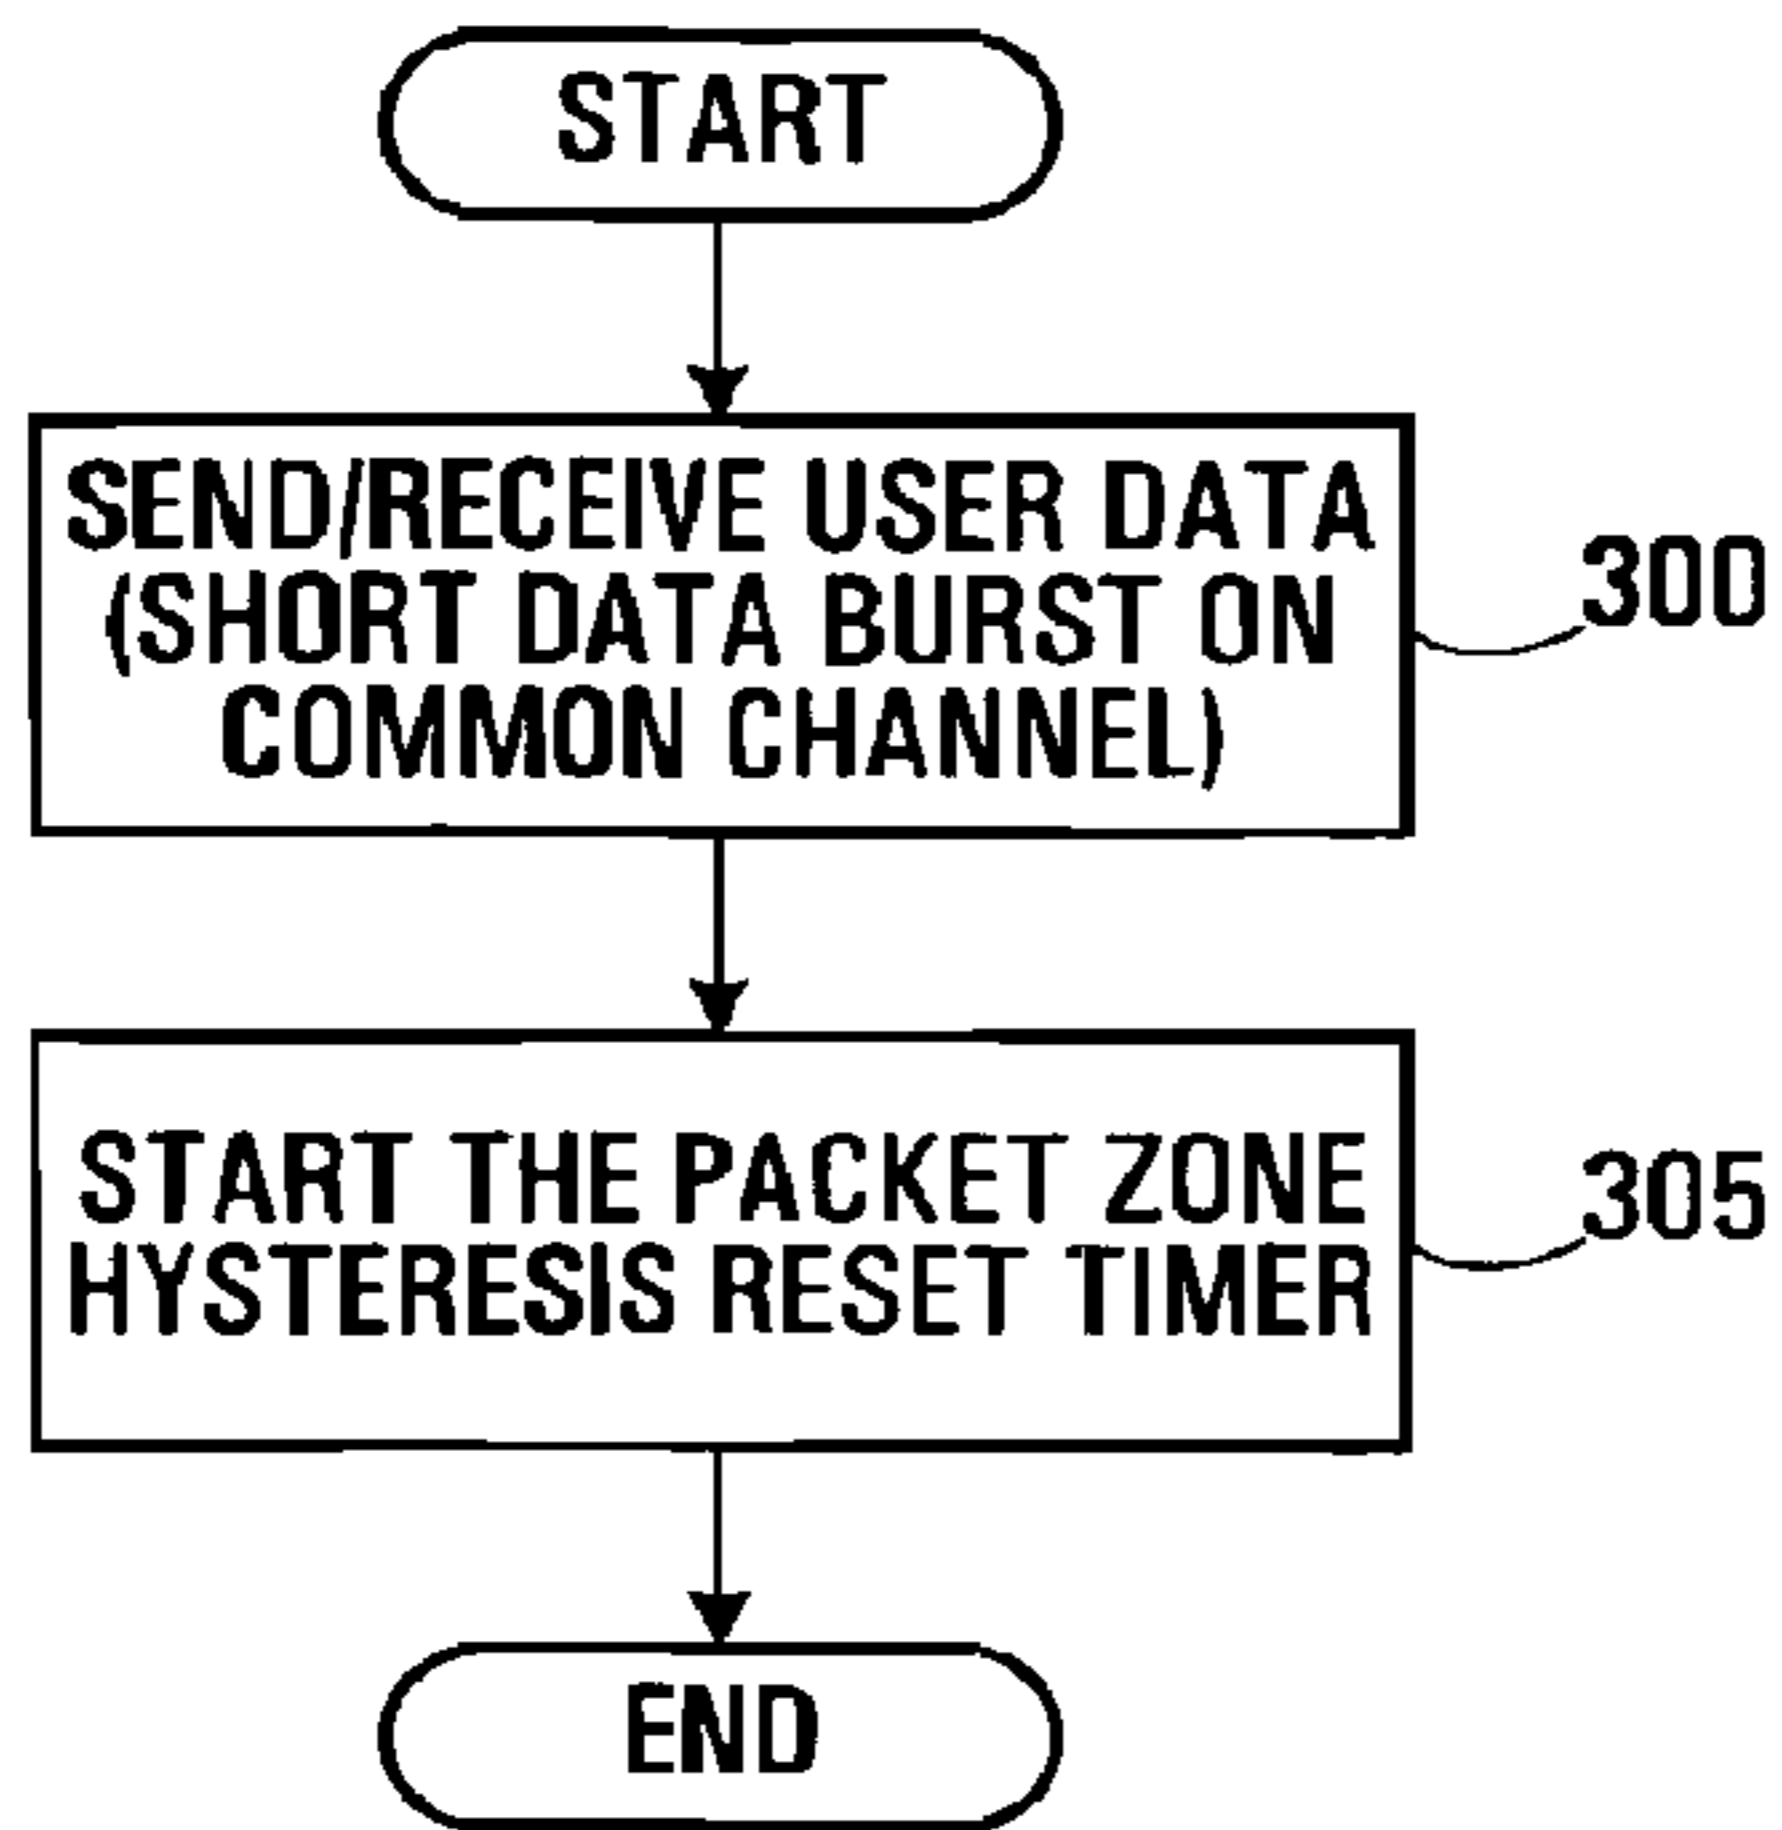 START
SEND/RECEIVE USER DATA
(SHORT DATA BURST ON
COMMON CHANNEL)
300
START THE PACKET ZONE
HYSTERESIS RESET TIMER
305
END